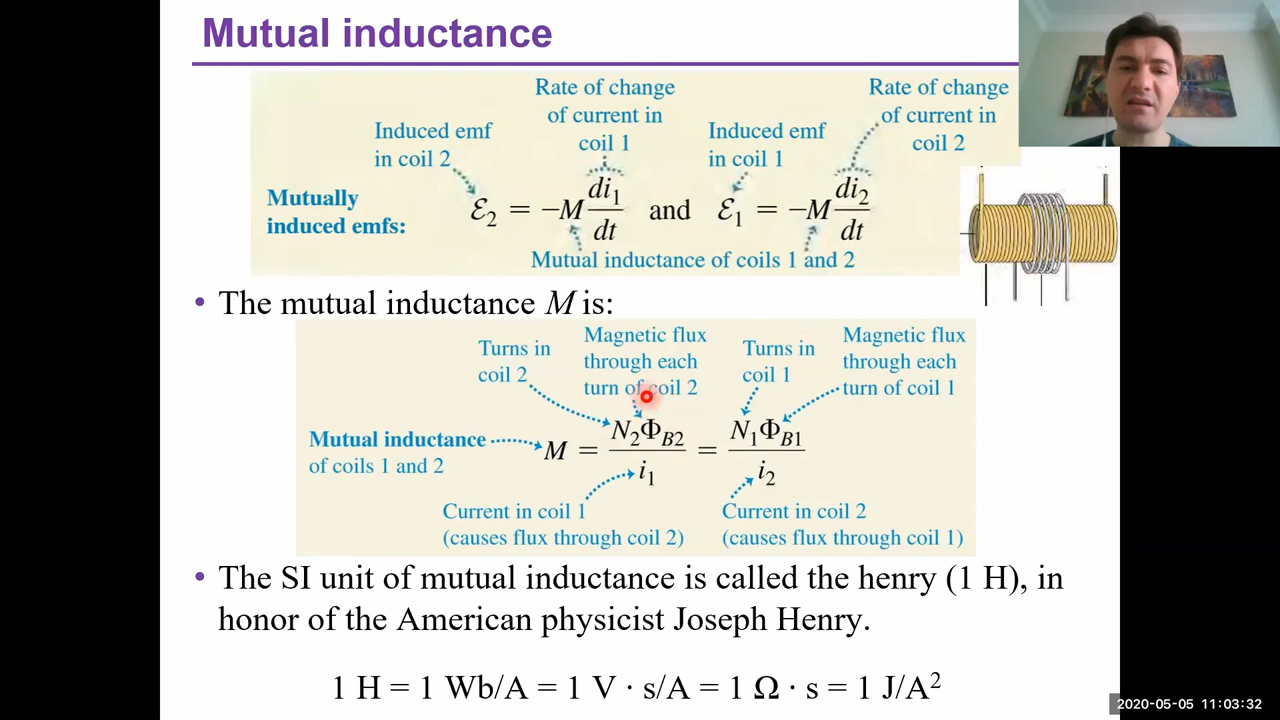 Mutual inductance
Rate of change
of current in
coil 1
Rate of change
of current in
coil 2
Induced emf
in coil 2
Induced emf
in coil 1
Mutually
induced emfs:
ℰ₂ = −M di₁/dt and ℰ₁ = −M di₂/dt
Mutual inductance of coils 1 and 2
• The mutual inductance M is:
Turns in
coil 2
Magnetic flux
through each
turn of coil 2
Turns in
coil 1
Magnetic flux
through each
turn of coil 1
Mutual inductance
of coils 1 and 2
M = N₂Φ_B2/i₁ = N₁Φ_B1/i₂
Current in coil 1
(causes flux through coil 2)
Current in coil 2
(causes flux through coil 1)
• The SI unit of mutual inductance is called the henry (1 H), in
honor of the American physicist Joseph Henry.
1 H = 1 Wb/A = 1 V · s/A = 1 Ω · s = 1 J/A²
2020-05-05 11:03:32